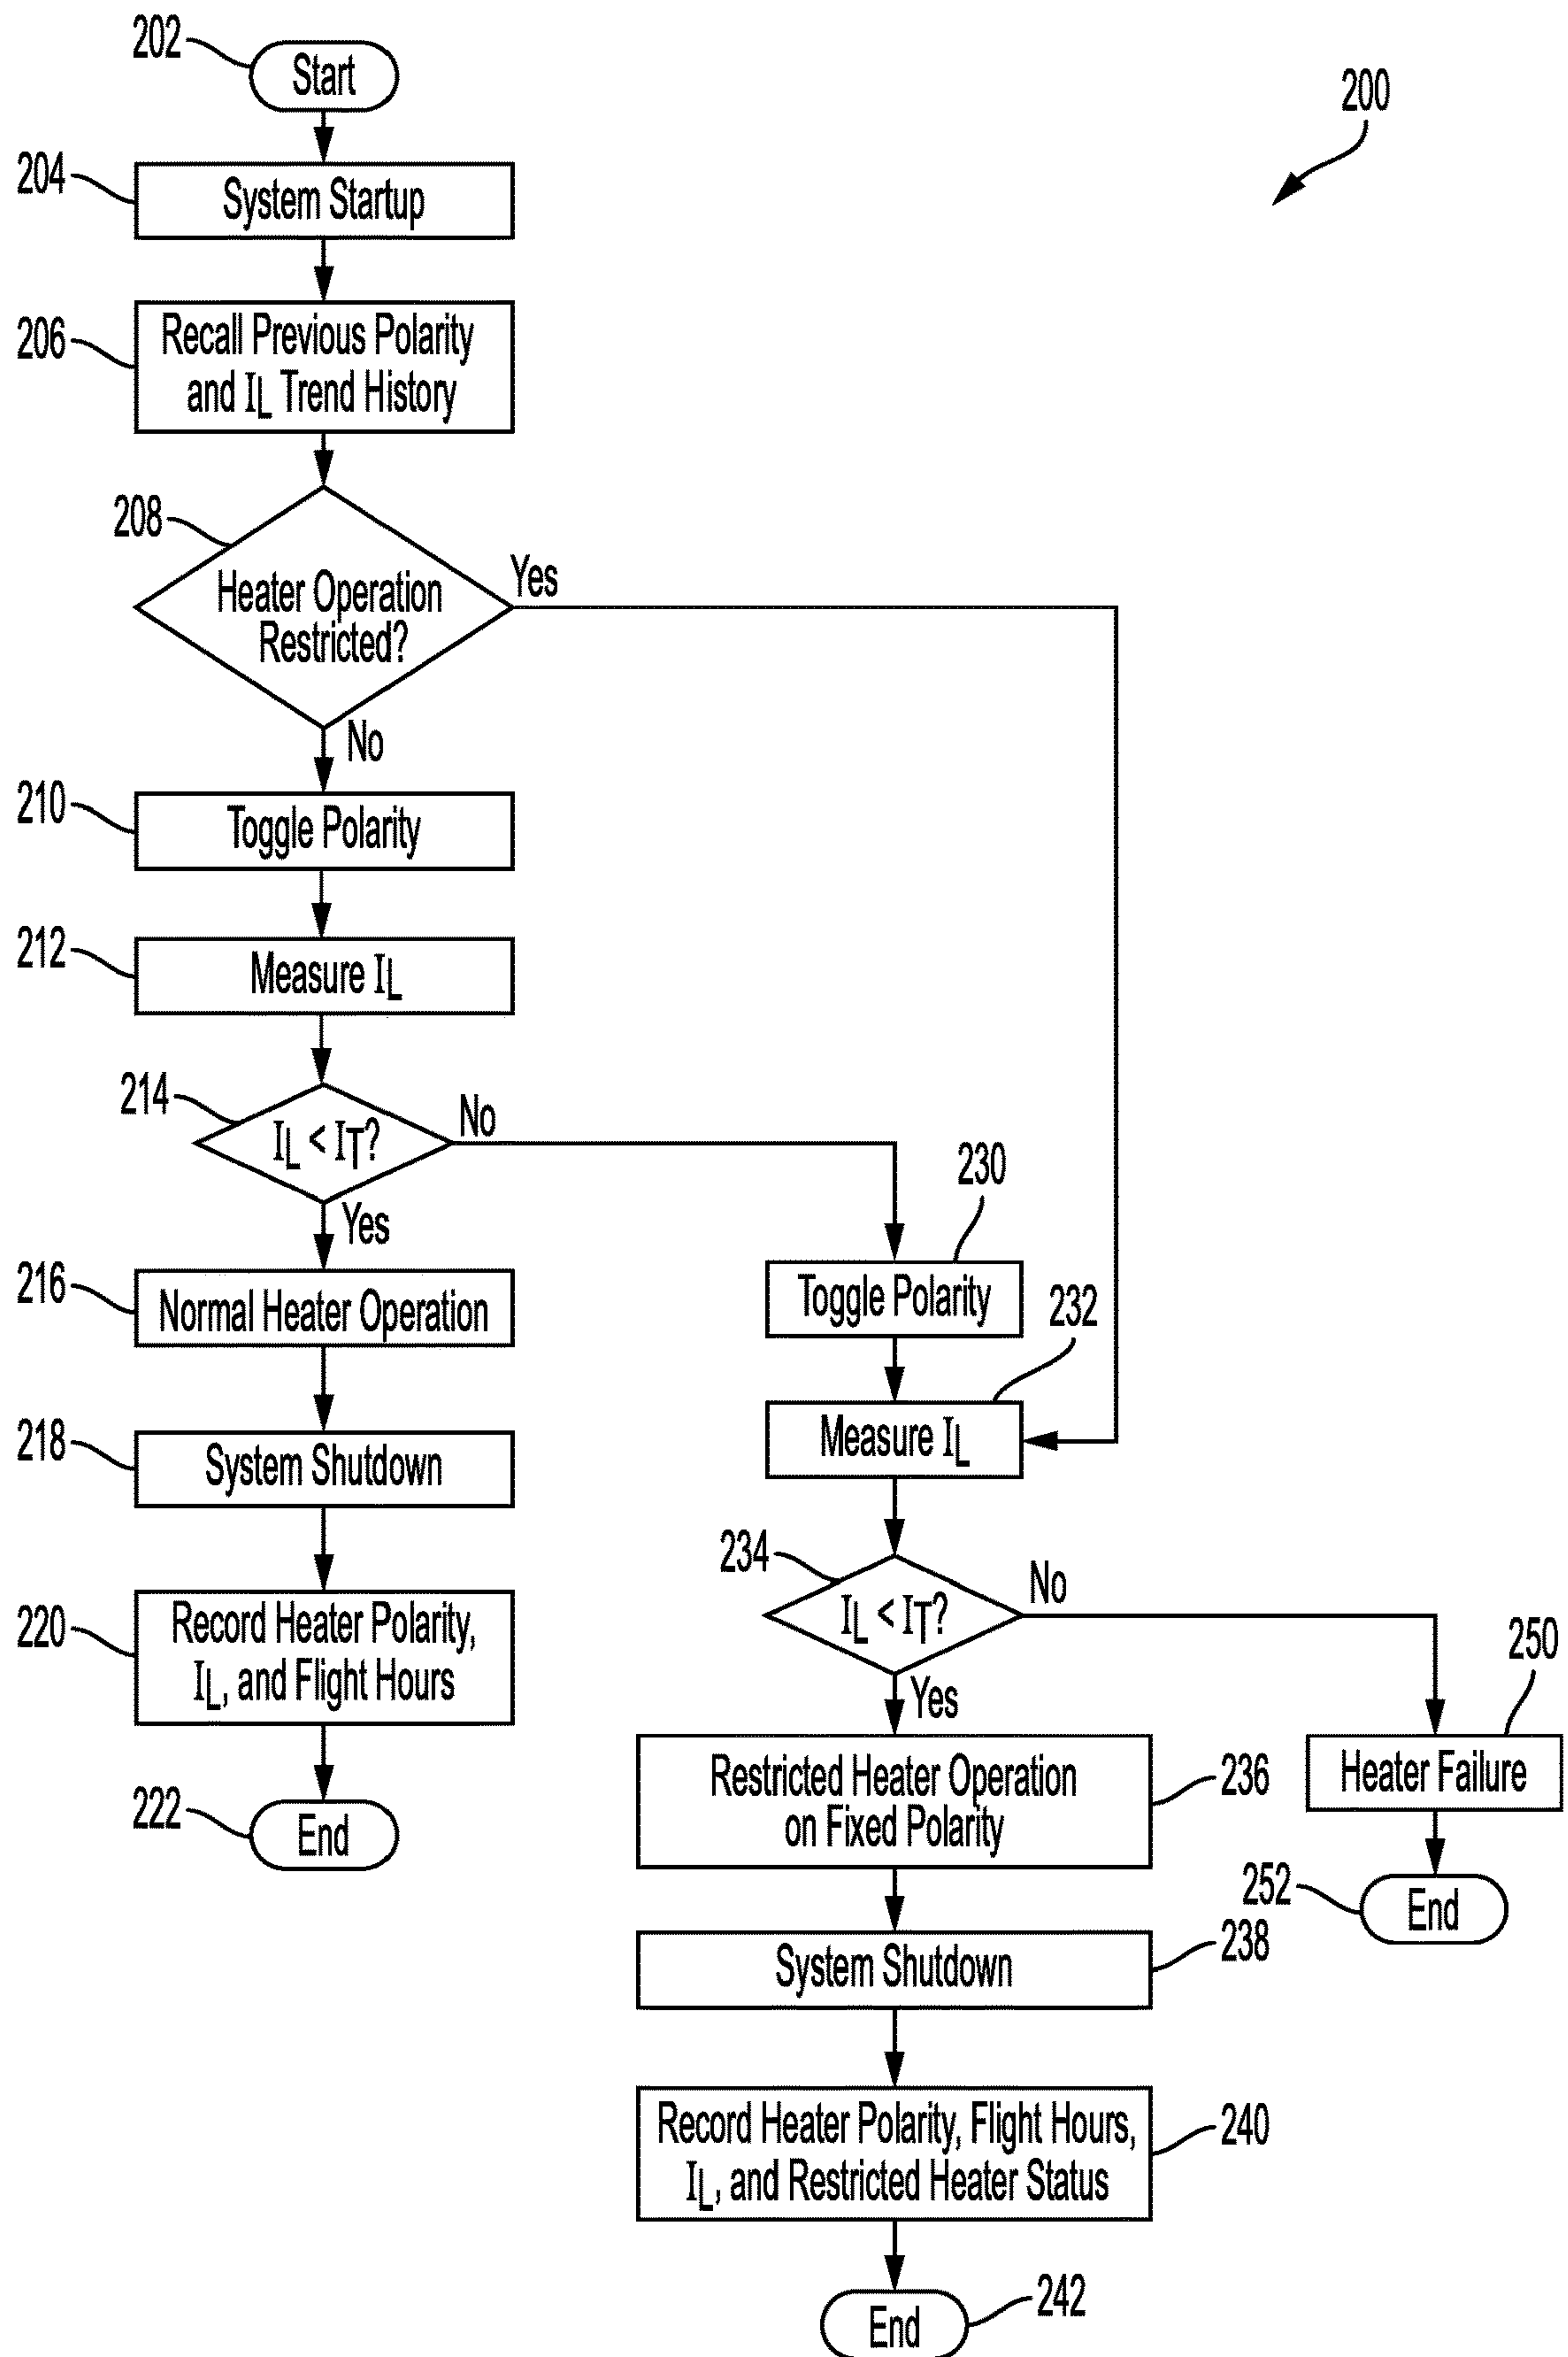 202
Start
200
204
System Startup
206
Recall Previous Polarity
and IL Trend History
208
Heater Operation
Restricted?
Yes
No
210
Toggle Polarity
212
Measure IL
214
IL < IT?
No
Yes
230
Toggle Polarity
216
Normal Heater Operation
232
Measure IL
218
System Shutdown
234
IL < IT?
No
Yes
220
Record Heater Polarity,
IL, and Flight Hours
222
End
250
Heater Failure
252
End
236
Restricted Heater Operation
on Fixed Polarity
238
System Shutdown
240
Record Heater Polarity, Flight Hours,
IL, and Restricted Heater Status
242
End